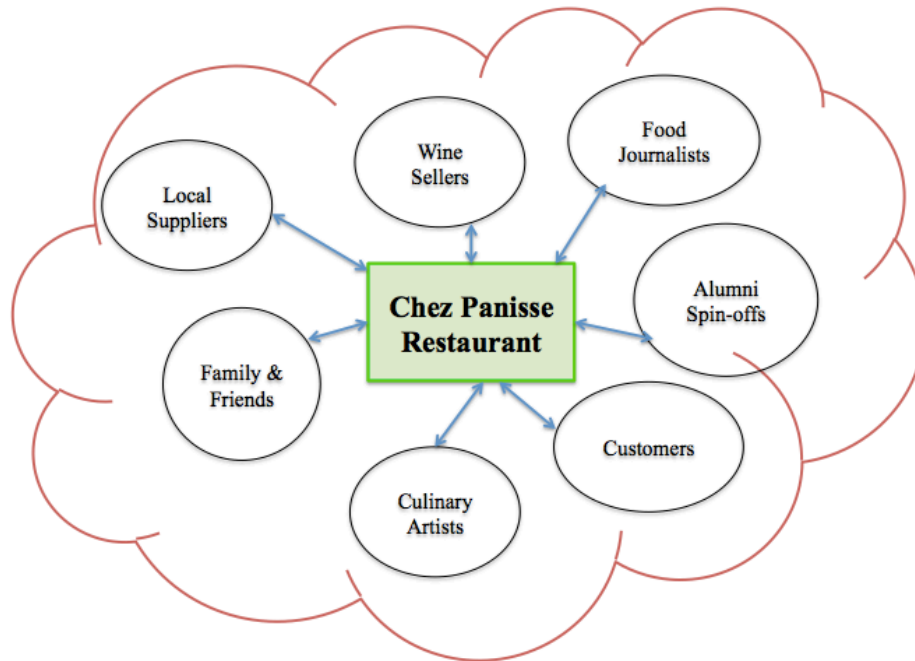 Food
Journalists
Wine
Sellers
Local
Suppliers
Alumni
Spin-offs
Chez Panisse
Restaurant
Family &
Friends
Customers
Culinary
Artists